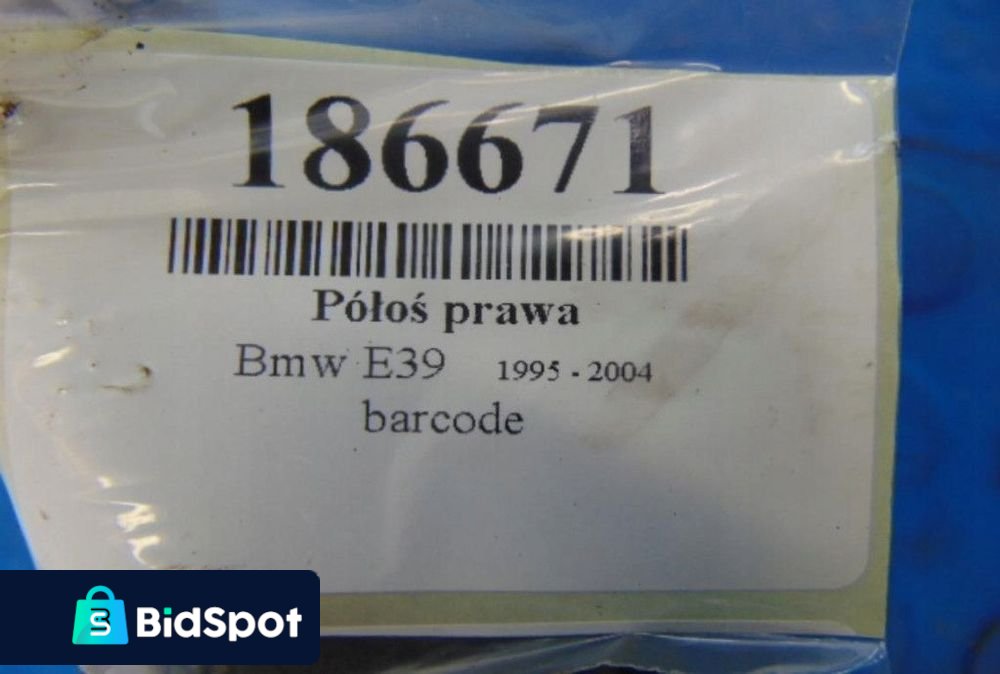 186671
Półoś prawa
Bmw E39 1995 - 2004
barcode
BidSpot